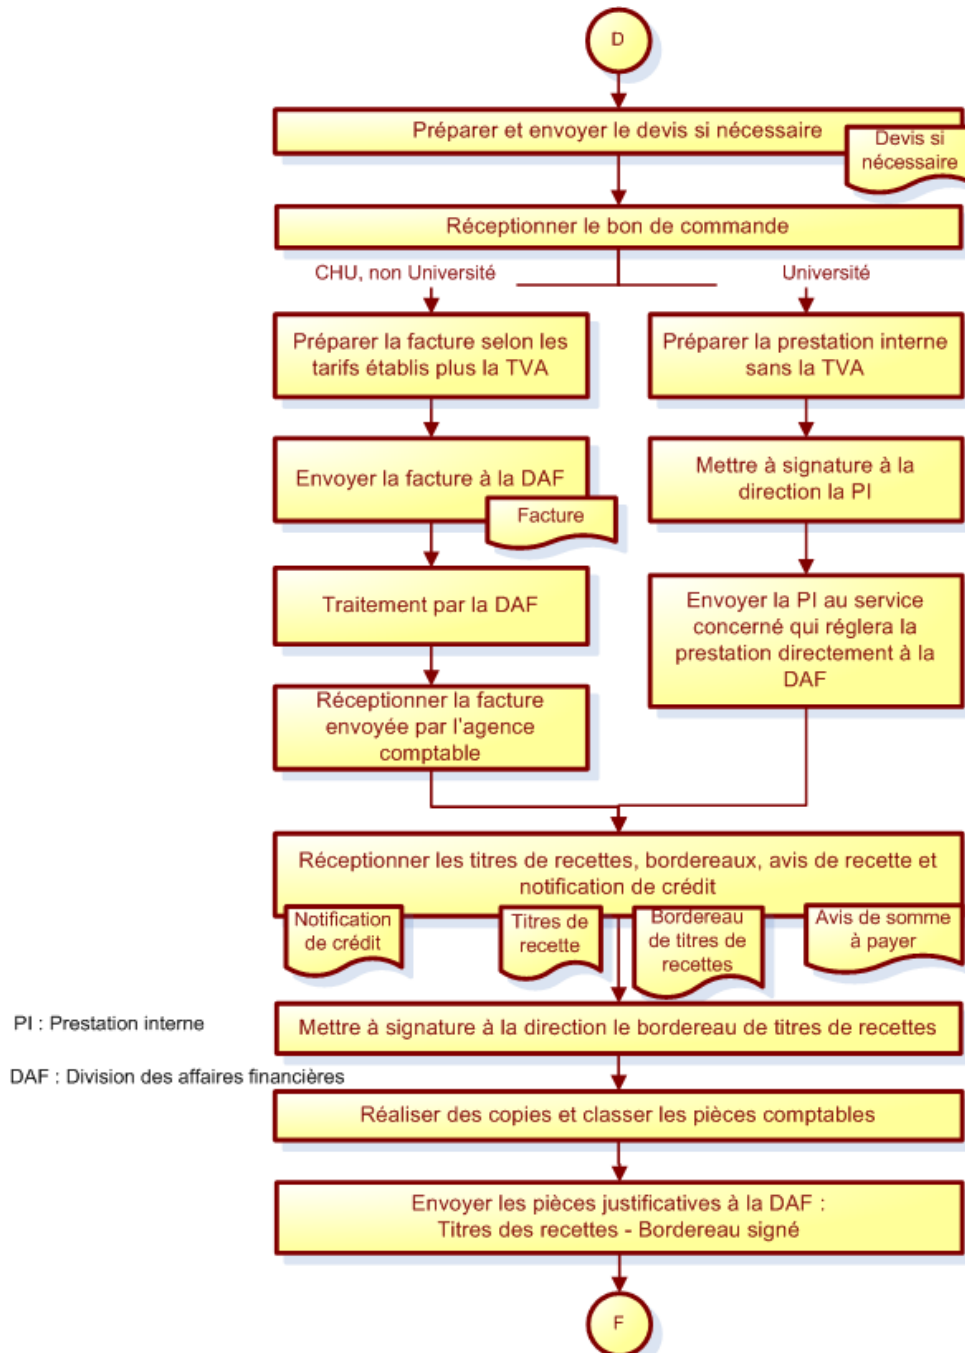 D
Préparer et envoyer le devis si nécessaire
Devis si
nécessaire
Réceptionner le bon de commande
CHU, non Université
Université
Préparer la facture selon les
tarifs établis plus la TVA
Préparer la prestation interne
sans la TVA
Envoyer la facture à la DAF
Facture
Mettre à signature à la
direction la PI
Traitement par la DAF
Envoyer la PI au service
concerné qui réglera la
prestation directement à la
DAF
Réceptionner la facture
envoyée par l'agence
comptable
Réceptionner les titres de recettes, bordereaux, avis de recette et
notification de crédit
Notification
de crédit
Titres de
recette
Bordereau
de titres de
recettes
Avis de somme
à payer
PI : Prestation interne
Mettre à signature à la direction le bordereau de titres de recettes
DAF : Division des affaires financières
Réaliser des copies et classer les pièces comptables
Envoyer les pièces justificatives à la DAF :
Titres des recettes - Bordereau signé
F